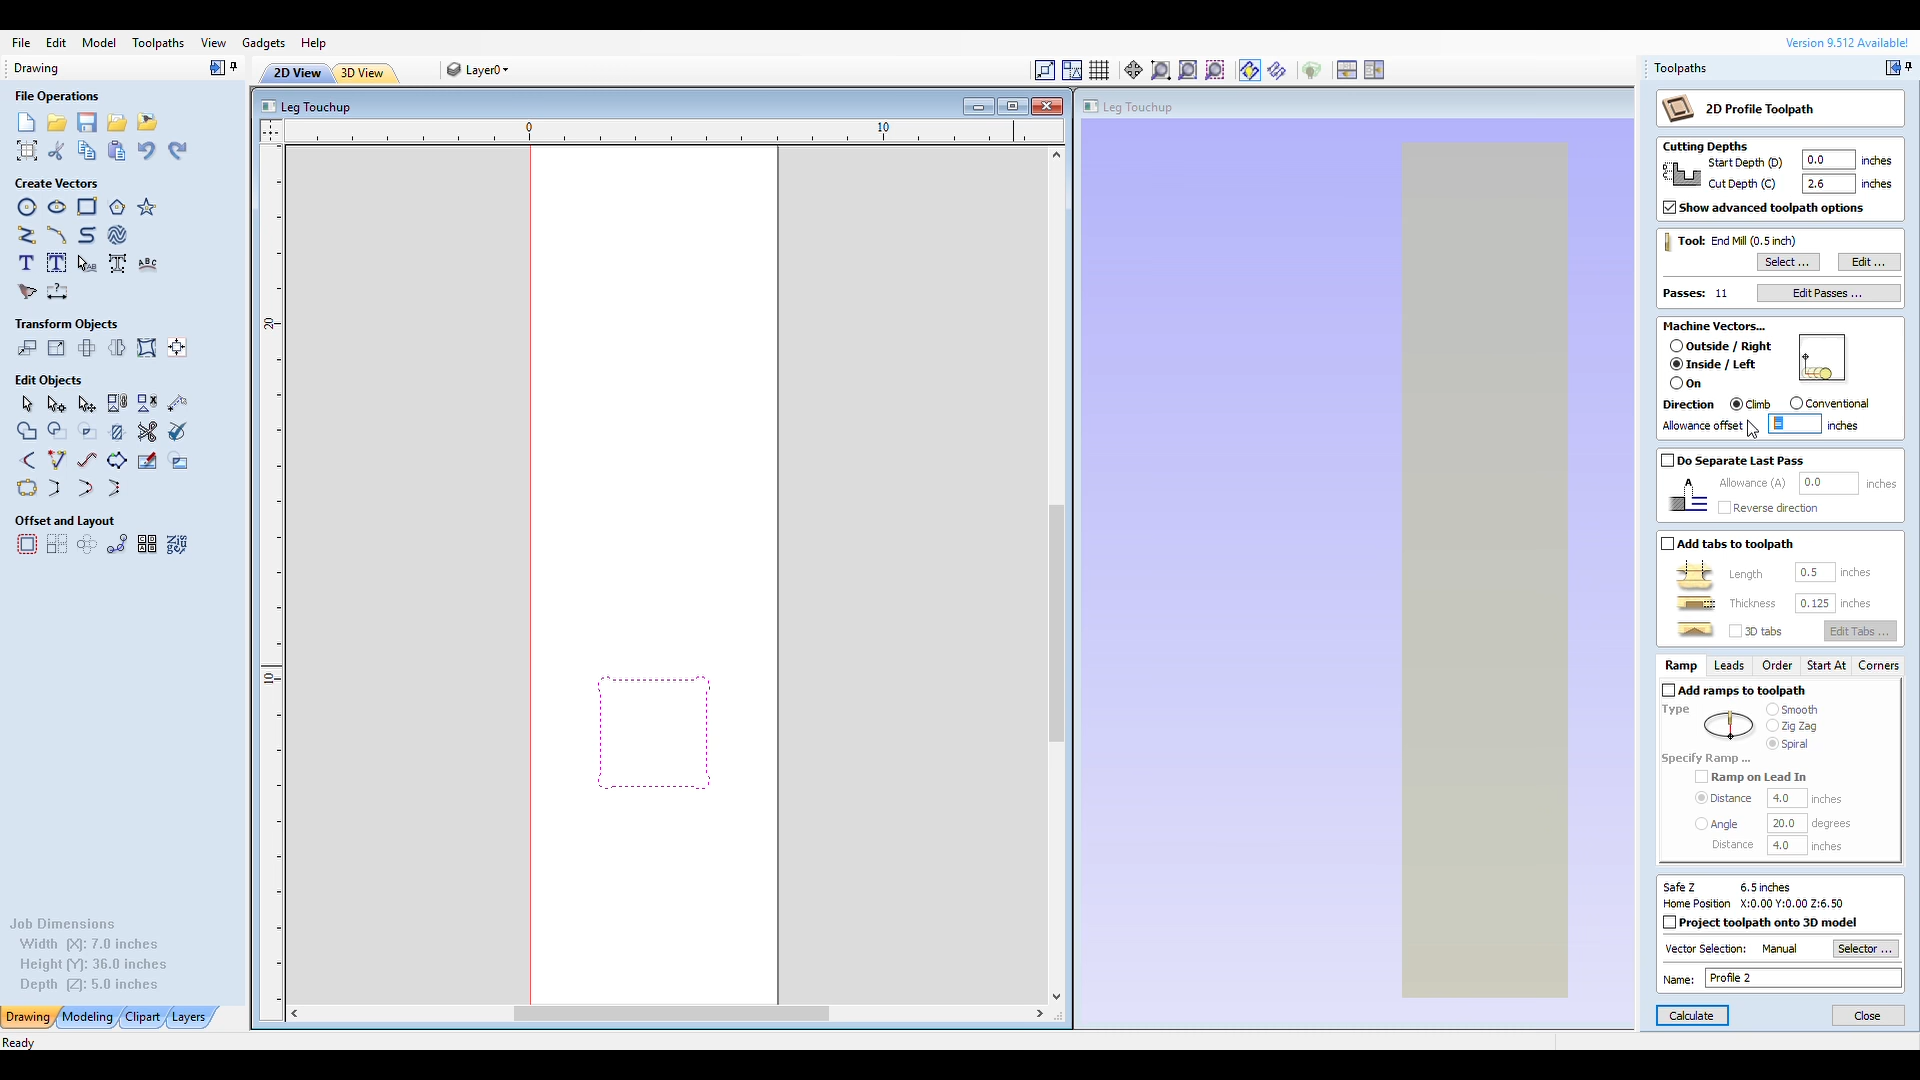 File Edit Model Toolpaths View Gadgets Help
Version 9.512 Available!
Drawing
File Operations
Create Vectors
Transform Objects
Edit Objects
Offset and Layout
Job Dimensions
Width (X): 7.0 inches
Height (Y): 36.0 inches
Depth (Z): 5.0 inches
Drawing Modeling Clipart Layers
Ready
2D View 3D View
Layer0
Leg Touchup
0 10
20
10
Leg Touchup
Toolpaths
2D Profile Toolpath
Cutting Depths
Start Depth (D) 0.0 inches
Cut Depth (C) 2.6 inches
Show advanced toolpath options
Tool: End Mill (0.5 inch)
Select ... Edit ...
Passes: 11 Edit Passes ...
Machine Vectors...
Outside / Right
Inside / Left
On
Direction Climb Conventional
Allowance offset inches
Do Separate Last Pass
A Allowance (A) 0.0 inches
Reverse direction
Add tabs to toolpath
Length 0.5 inches
Thickness 0.125 inches
3D tabs Edit Tabs ...
Ramp Leads Order Start At Corners
Add ramps to toolpath
Type Smooth
Zig Zag
Spiral
Specify Ramp ...
Ramp on Lead In
Distance 4.0 inches
Angle 20.0 degrees
Distance 4.0 inches
Safe Z 6.5 inches
Home Position X:0.00 Y:0.00 Z:6.50
Project toolpath onto 3D model
Vector Selection: Manual Selector ...
Name: Profile 2
Calculate Close